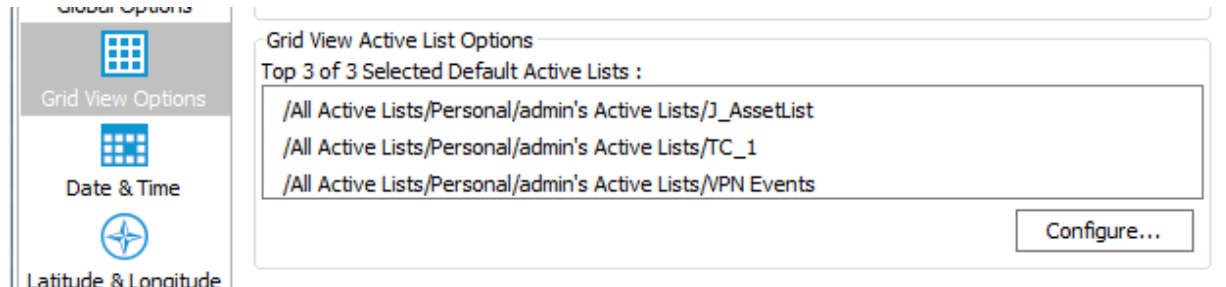 Global Options
Grid View Options
Date & Time
Latitude & Longitude
Grid View Active List Options
Top 3 of 3 Selected Default Active Lists :
/All Active Lists/Personal/admin's Active Lists/J_AssetList
/All Active Lists/Personal/admin's Active Lists/TC_1
/All Active Lists/Personal/admin's Active Lists/VPN Events
Configure...